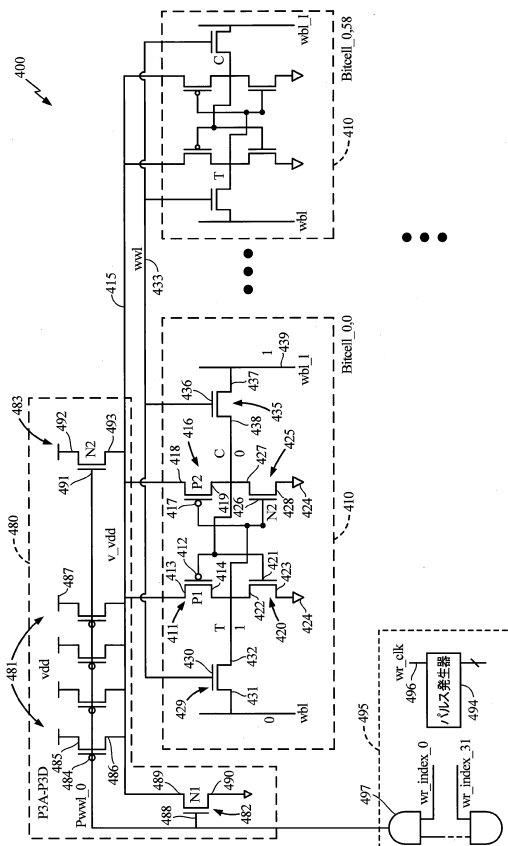 400
wbl_1
C
T
wbl
Bitcell_0,58
410
415
wwl
433
480
483
492
493
N2
491
v_vdd
487
481
vdd
485
484
486
P3A-P3D
Pwwl_0
489
490
N1
488
482
1
439
wbl_1
Bitcell_0,0
436
437
438
435
C
0
418
416
419
P2
417
427
425
426
428
N2
424
412
413
414
P1
411
T
1
421
422
423
420
424
430
432
431
429
0
wbl
410
wr_clk
496
パルス発生器
494
495
497
wr_index_0
wr_index_31